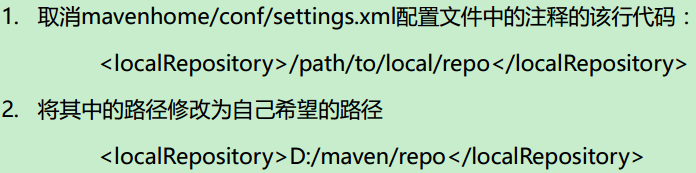 1. 取消mavenhome/conf/settings.xml配置文件中的注释的该行代码：
<localRepository>/path/to/local/repo</localRepository>
2. 将其中的路径修改为自己希望的路径
<localRepository>D:/maven/repo</localRepository>